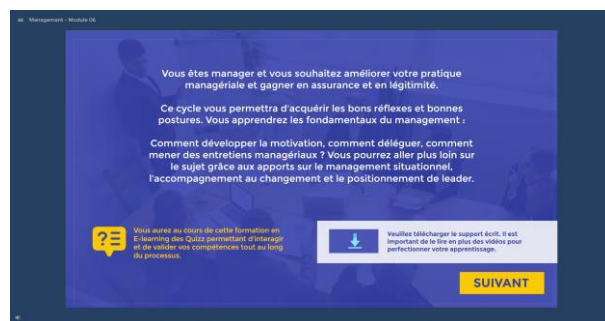 Management - Module 06
Vous êtes manager et vous souhaitez améliorer votre pratique
managériale et gagner en assurance et en légitimité.
Ce cycle vous permettra d'acquérir les bons réflexes et bonnes
postures. Vous apprendrez les fondamentaux du management :
Comment développer la motivation, comment déléguer, comment
mener des entretiens managériaux ? Vous pourrez aller plus loin sur
le sujet grâce aux apports sur le management situationnel,
l'accompagnement au changement et le positionnement de leader.
Vous aurez au cours de cette formation en
E-learning des Quizz permettant d'interagir
et de valider vos compétences tout au long
du processus.
Veuillez télécharger le support écrit. Il est
important de le lire en plus des vidéos pour
perfectionner votre apprentissage.
SUIVANT